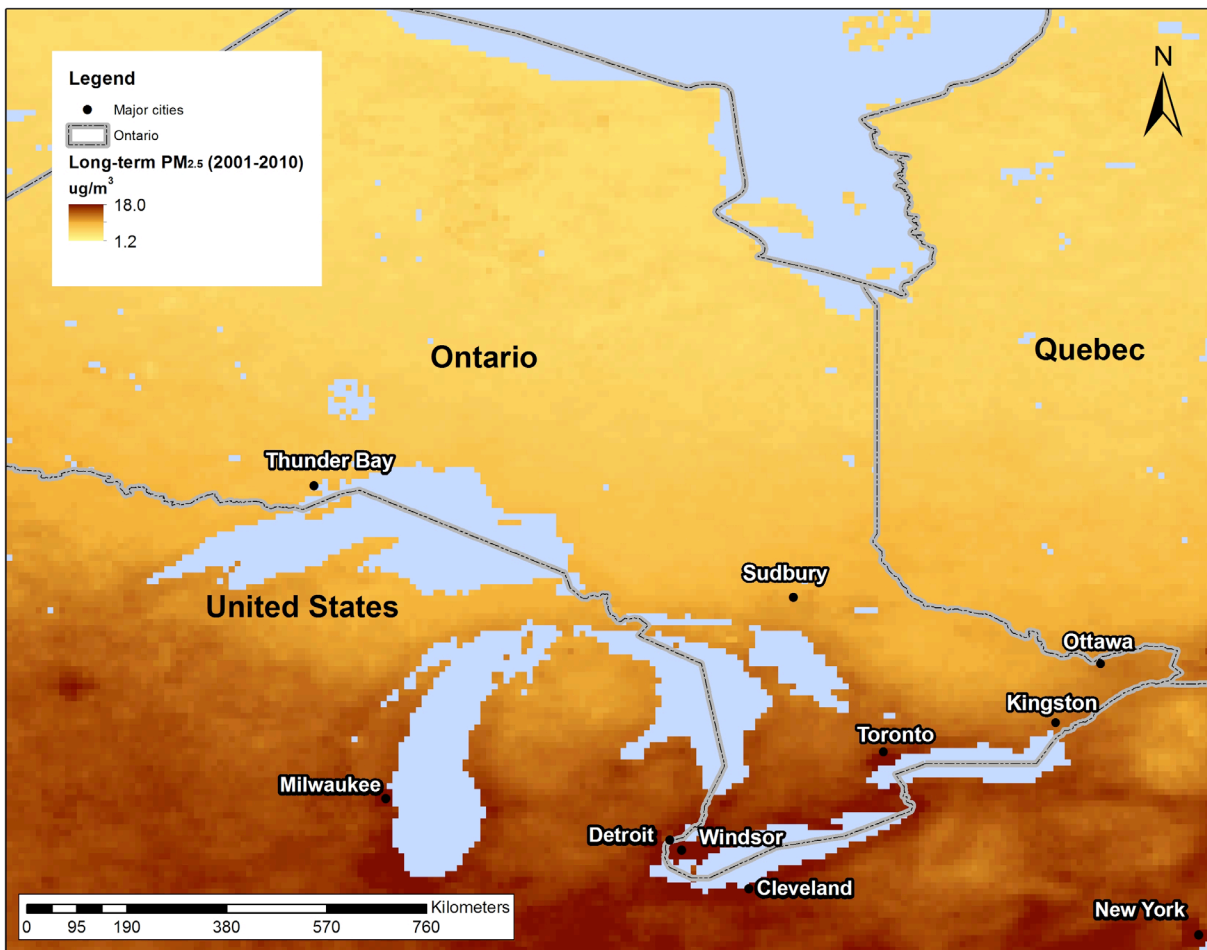 N
Legend
Major cities
Ontario
Long-term PM2.5 (2001-2010)
ug/m3
18.0
1.2
Ontario
Quebec
Thunder Bay
Sudbury
United States
Ottawa
Kingston
Toronto
Milwaukee
Detroit
Windsor
Cleveland
New York
Kilometers
0 95 190 380 570 760